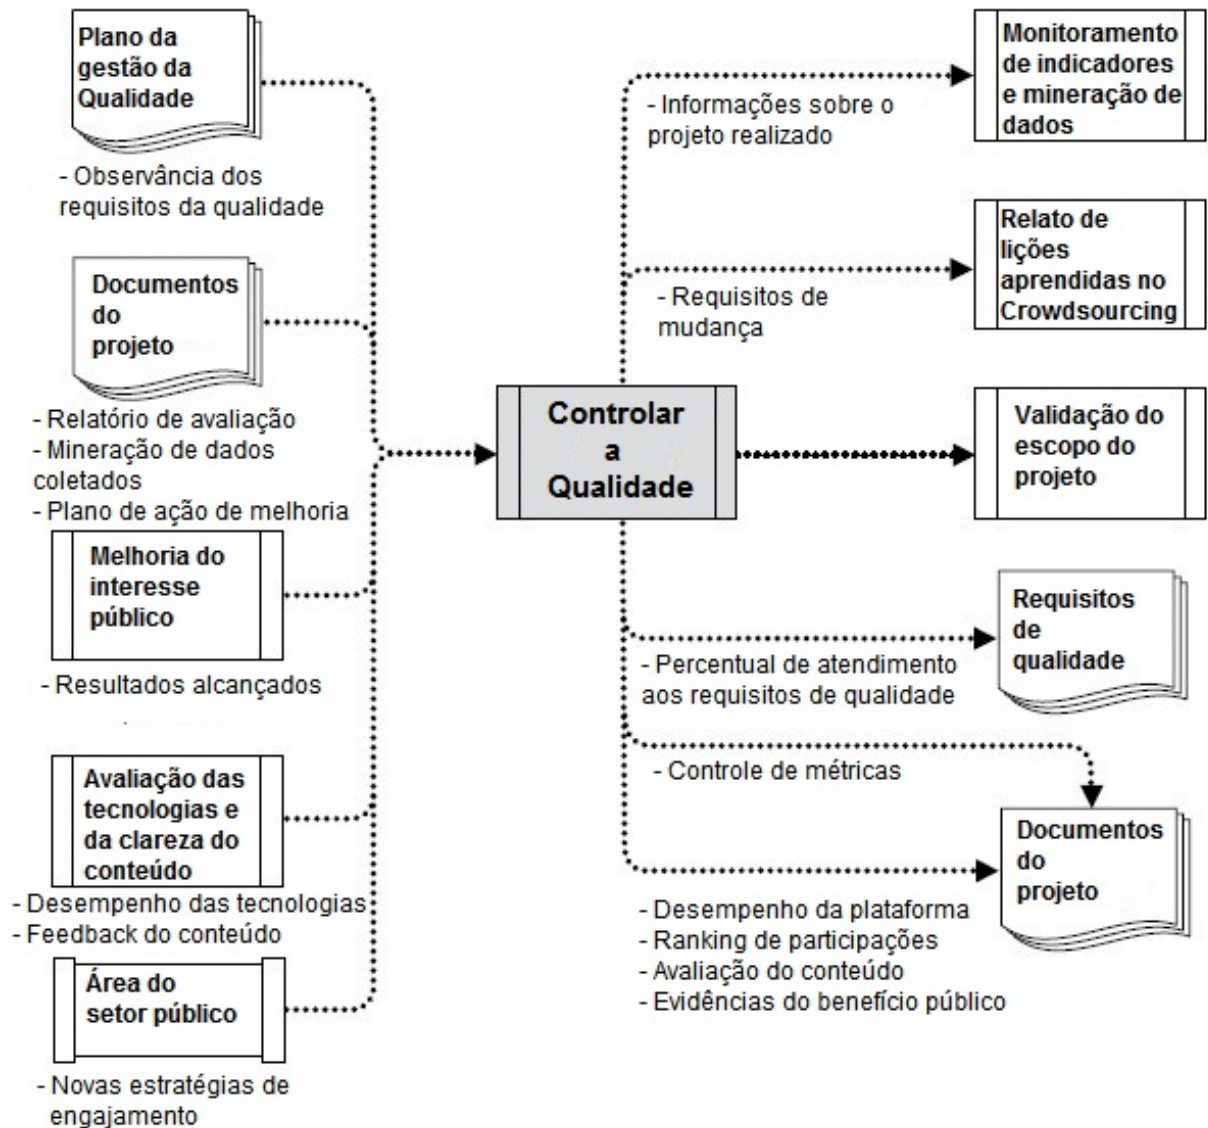 Plano da
gestão da
Qualidade
- Observância dos
requisitos da qualidade
Documentos
do
projeto
- Relatório de avaliação
- Mineração de dados
coletados
- Plano de ação de melhoria
Melhoria do
interesse
público
- Resultados alcançados
Avaliação das
tecnologias e
da clareza do
conteúdo
- Desempenho das tecnologias
- Feedback do conteúdo
Área do
setor público
- Novas estratégias de
engajamento
Controlar
a
Qualidade
- Informações sobre o
projeto realizado
Monitoramento
de indicadores
e mineração de
dados
- Requisitos de
mudança
Relato de
lições
aprendidas no
Crowdsourcing
Validação do
escopo do
projeto
- Percentual de atendimento
aos requisitos de qualidade
Requisitos
de
qualidade
- Controle de métricas
Documentos
do
projeto
- Desempenho da plataforma
- Ranking de participações
- Avaliação do conteúdo
- Evidências do benefício público